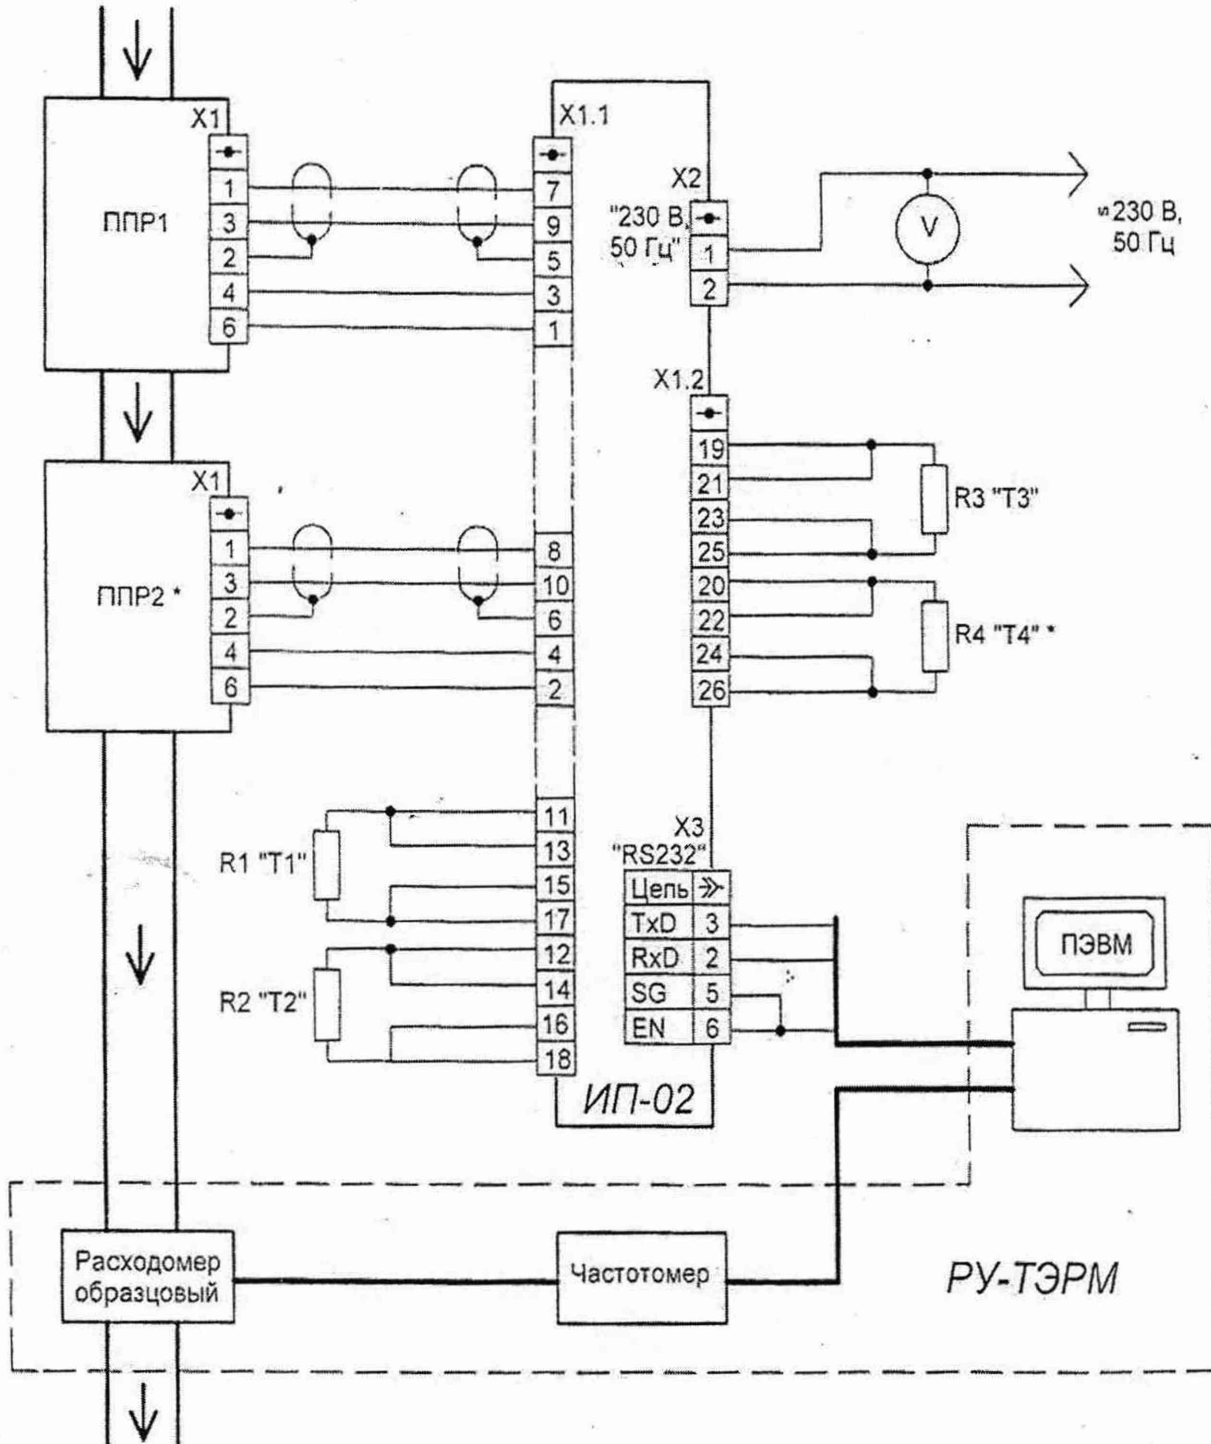 X1
ППР1
1
3
2
4
6
X1.1
7
9
5
3
1
X2
"230 В,
50 Гц"
1
2
V
≈230 В,
50 Гц
X1.2
19
21
23
25
20
22
24
26
R3 "Т3"
R4 "Т4" *
X1
ППР2 *
1
3
2
4
6
8
10
6
4
2
R1 "Т1"
R2 "Т2"
11
13
15
17
12
14
16
18
X3
"RS232"
Цепь
TxD 3
RxD 2
SG 5
EN 6
ИП-02
ПЭВМ
Расходомер
образцовый
Частотомер
РУ-ТЭРМ